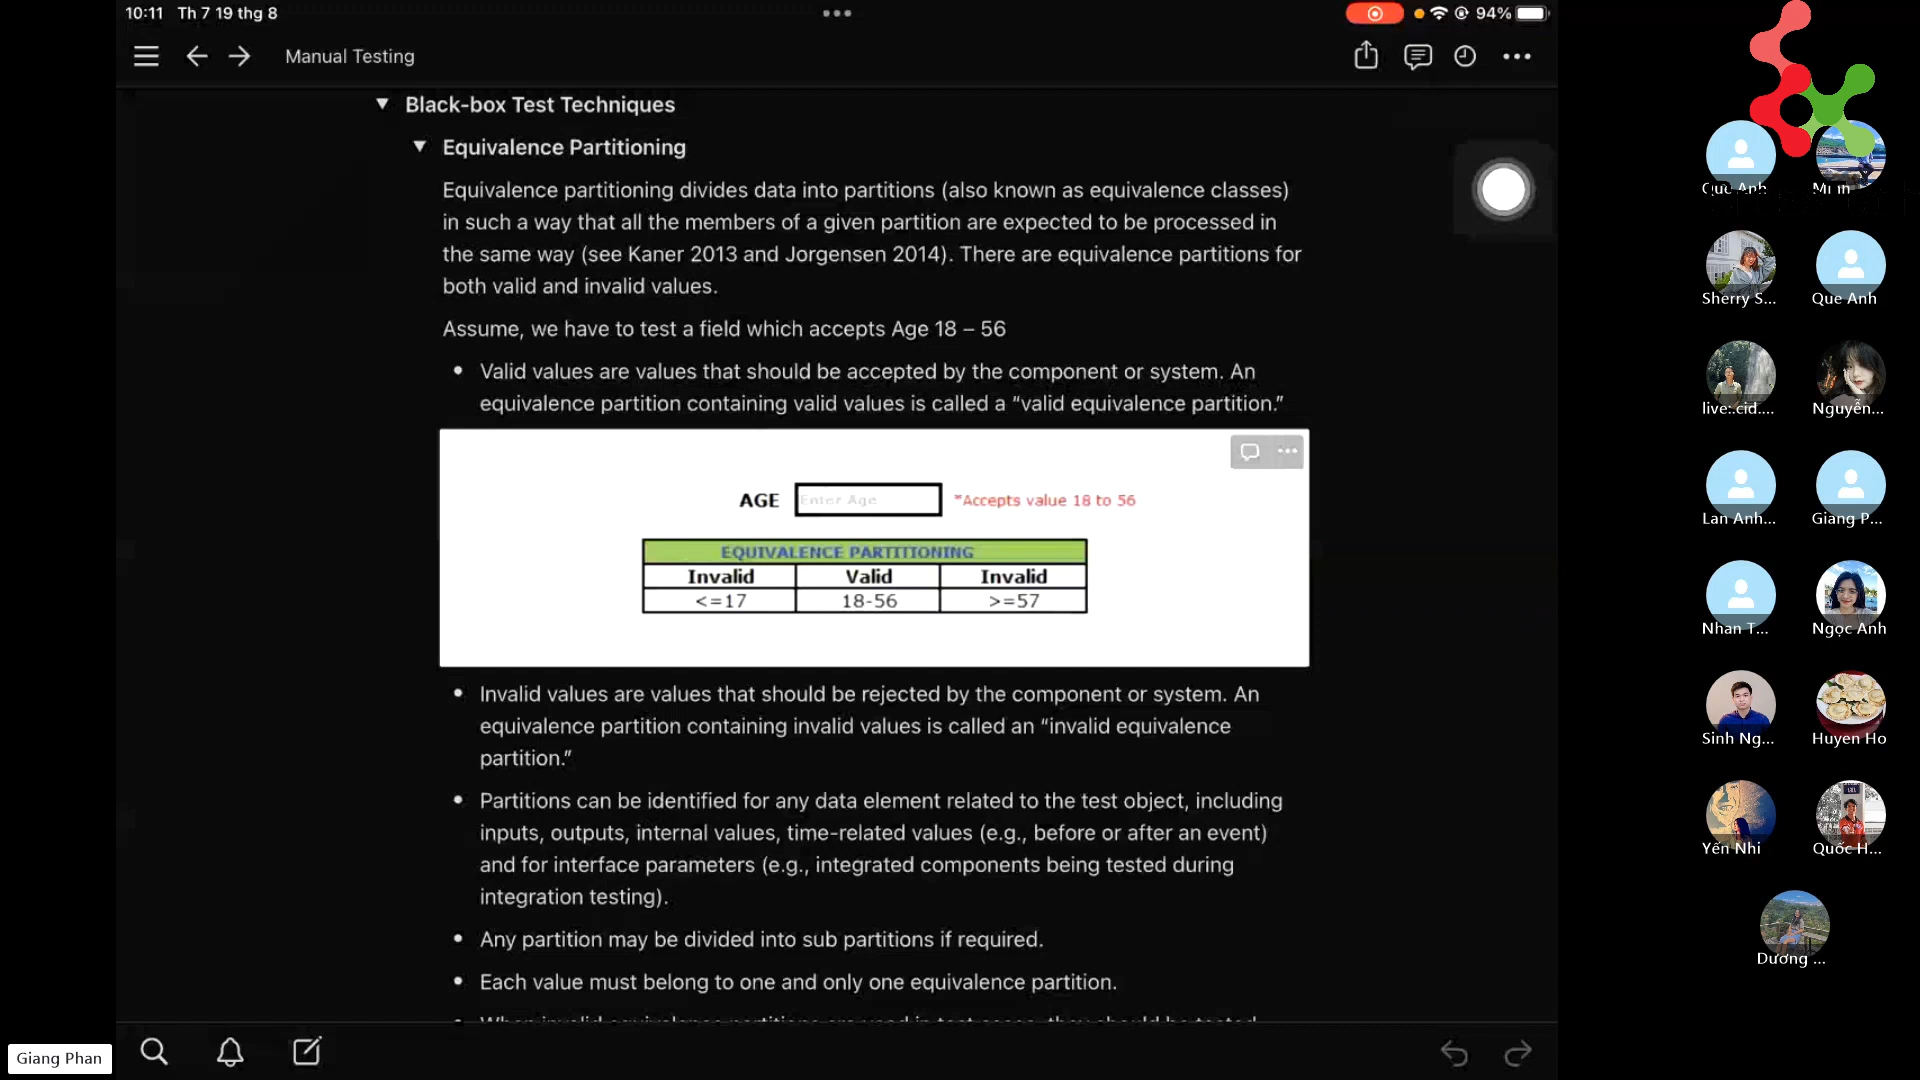 10:11 Th 7 19 thg 8
94%
Manual Testing
Black-box Test Techniques
Equivalence Partitioning
Equivalence partitioning divides data into partitions (also known as equivalence classes)
in such a way that all the members of a given partition are expected to be processed in
the same way (see Kaner 2013 and Jorgensen 2014). There are equivalence partitions for
both valid and invalid values.
Assume, we have to test a field which accepts Age 18 – 56
• Valid values are values that should be accepted by the component or system. An
equivalence partition containing valid values is called a “valid equivalence partition.”
AGE Enter Age *Accepts value 18 to 56
EQUIVALENCE PARTITIONING
Invalid Valid Invalid
<=17 18-56 >=57
• Invalid values are values that should be rejected by the component or system. An
equivalence partition containing invalid values is called an “invalid equivalence
partition.”
• Partitions can be identified for any data element related to the test object, including
inputs, outputs, internal values, time-related values (e.g., before or after an event)
and for interface parameters (e.g., integrated components being tested during
integration testing).
• Any partition may be divided into sub partitions if required.
• Each value must belong to one and only one equivalence partition.
Giang Phan
Sherry S... Que Anh
live:.cid.... Nguyễn...
Lan Anh... Giang P...
Nhan T... Ngọc Anh
Sinh Ng... Huyen Ho
Yến Nhi Quốc H...
Dương ...